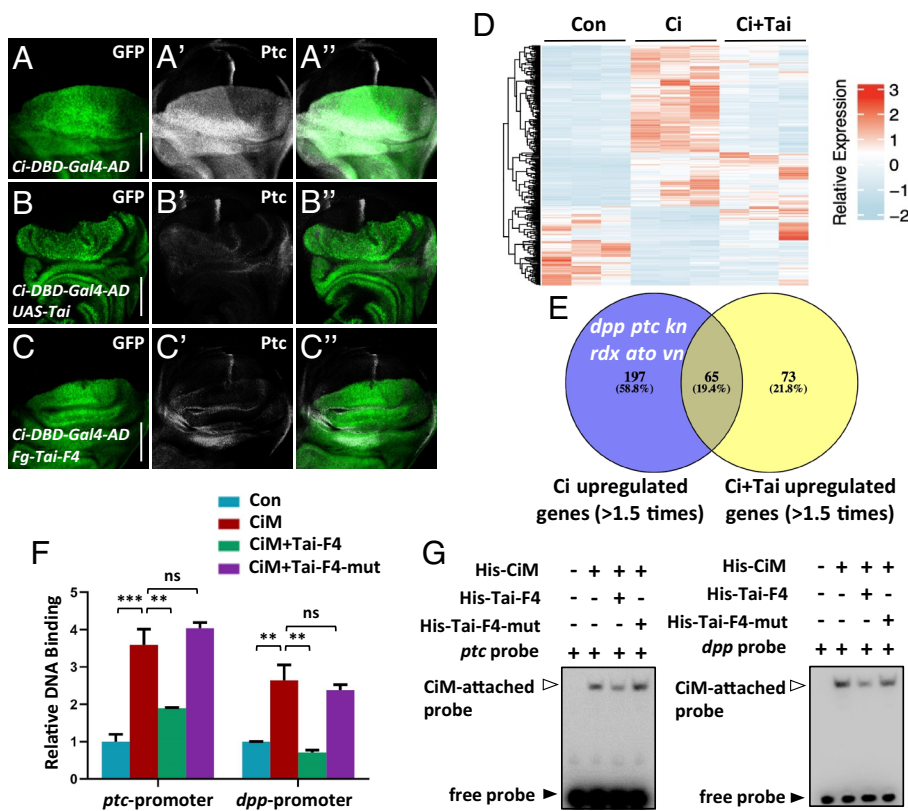 A GFP
Ci-DBD-Gal4-AD
A' Ptc
A''
B GFP
Ci-DBD-Gal4-AD
UAS-Tai
B' Ptc
B''
C GFP
Ci-DBD-Gal4-AD
Fg-Tai-F4
C' Ptc
C''
D
Con Ci Ci+Tai
3
2
1
0
-1
-2
Relative Expression
E
dpp ptc kn
rdx ato vn
197 65 73
(58.8%) (19.4%) (21.8%)
Ci upregulated Ci+Tai upregulated
genes (>1.5 times) genes (>1.5 times)
F
Con
CiM
CiM+Tai-F4
CiM+Tai-F4-mut
Relative DNA Binding
6
4
2
0
ns
*** **
ns
** **
ptc-promoter dpp-promoter
G
His-CiM - + + +
His-Tai-F4 - - + -
His-Tai-F4-mut - - - +
ptc probe + + + +
CiM-attached
probe
free probe
His-CiM - + + +
His-Tai-F4 - - + -
His-Tai-F4-mut - - - +
dpp probe + + + +
CiM-attached
probe
free probe